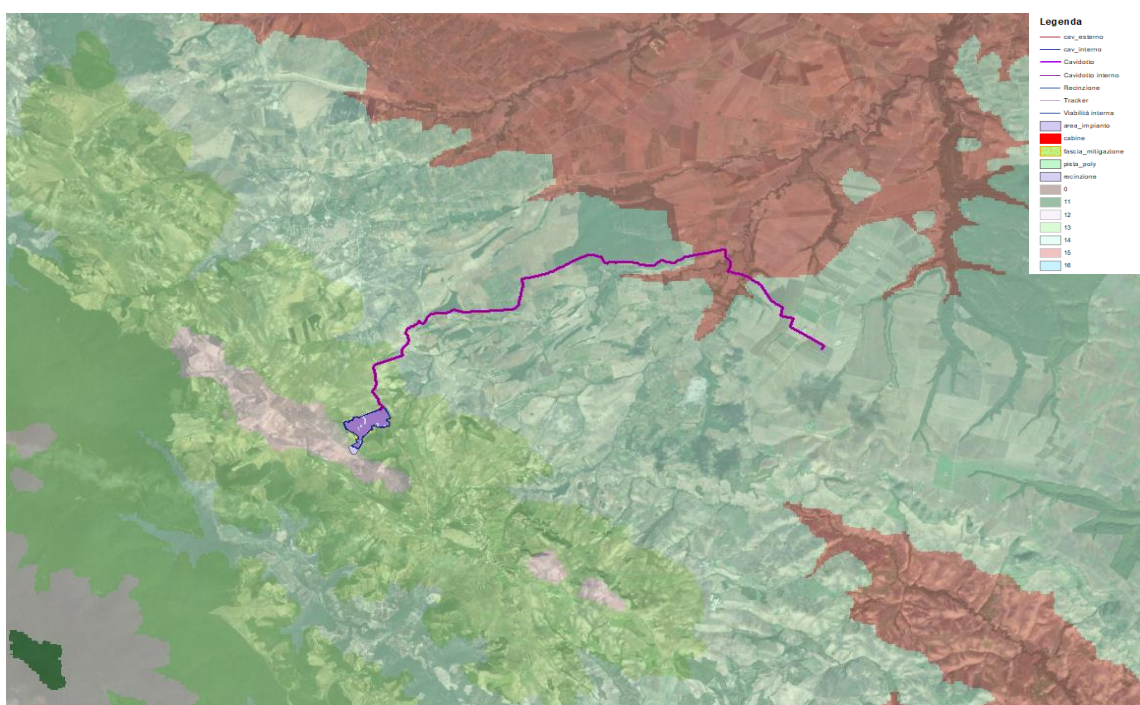 Legenda
cav_esterno
cav_interno
Cavidotto
Cavidotto interno
Recinzione
Tracker
Viabilità interna
area_impianto
cabine
fascia_mitigazione
pista_poly
recinzione
0
11
12
13
14
15
16